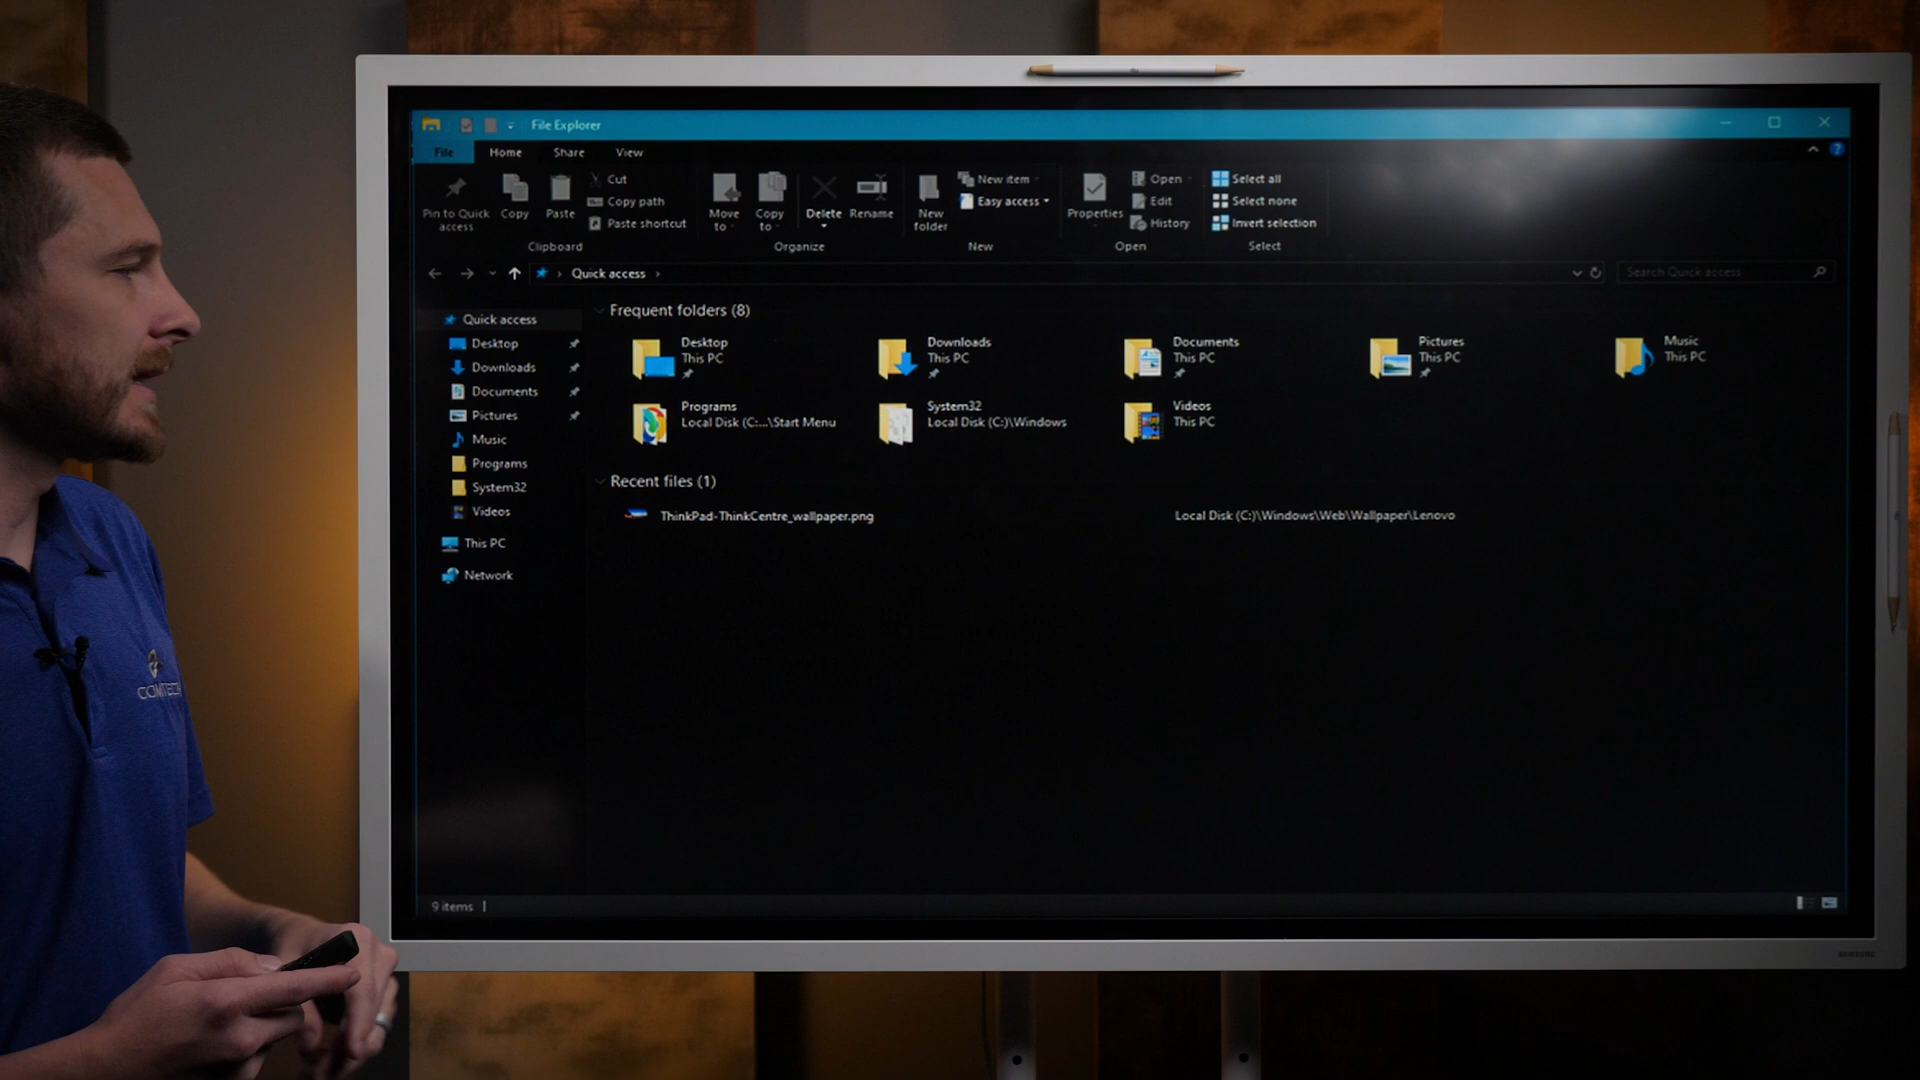 File Explorer
File Home Share View
Pin to Quick access
Copy
Paste
Cut
Copy path
Paste shortcut
Clipboard
Move to
Copy to
Delete
Rename
Organize
New folder
New item
Easy access
New
Properties
Open
Edit
History
Open
Select all
Select none
Invert selection
Select
Quick access
Search Quick access
Quick access
Desktop
Downloads
Documents
Pictures
Music
Programs
System32
Videos
This PC
Network
Frequent folders (8)
Desktop
This PC
Downloads
This PC
Documents
This PC
Pictures
This PC
Music
This PC
Programs
Local Disk (C:...\Start Menu
System32
Local Disk (C:)\Windows
Videos
This PC
Recent files (1)
ThinkPad-ThinkCentre_wallpaper.png Local Disk (C:)\Windows\Web\Wallpaper\Lenovo
9 items
SAMSUNG
COMTECH